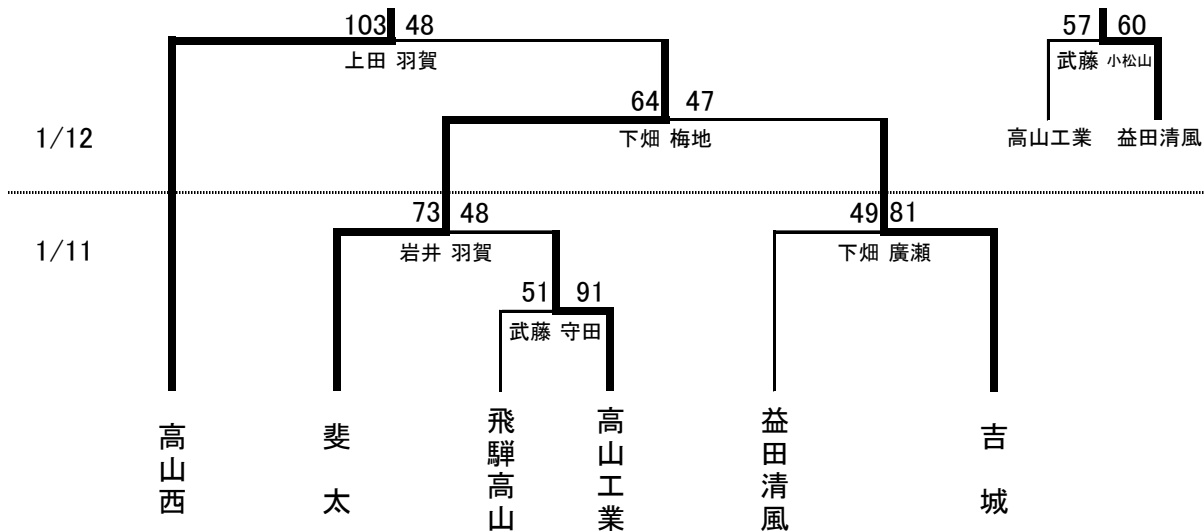 103 48
上田 羽賀
57 60
武藤 小松山
高山工業 益田清風
64 47
下畑 梅地
1/12
73 48
岩井 羽賀
49 81
下畑 廣瀬
1/11
51 91
武藤 守田
高山西
斐太
飛騨高山
高山工業
益田清風
吉城